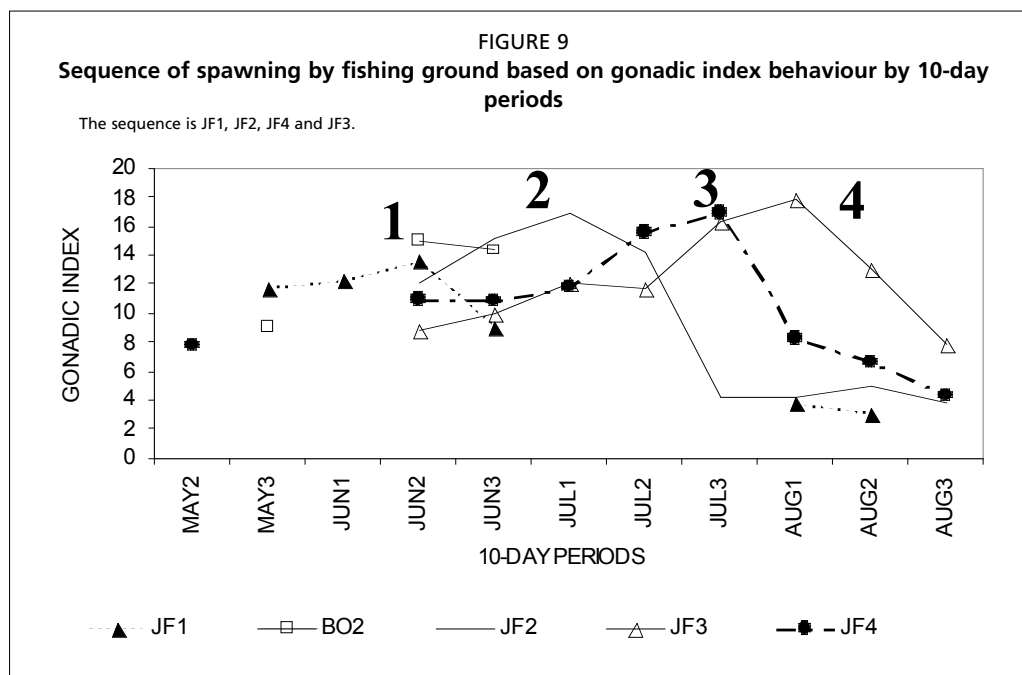 FIGURE 9
Sequence of spawning by fishing ground based on gonadic index behaviour by 10-day
periods
The sequence is JF1, JF2, JF4 and JF3.
GONADIC INDEX
20
18
16
14
12
10
8
6
4
2
0
1
2
3
4
MAY2
MAY3
JUN1
JUN2
JUN3
JUL1
JUL2
JUL3
AUG1
AUG2
AUG3
10-DAY PERIODS
JF1
BO2
JF2
JF3
JF4